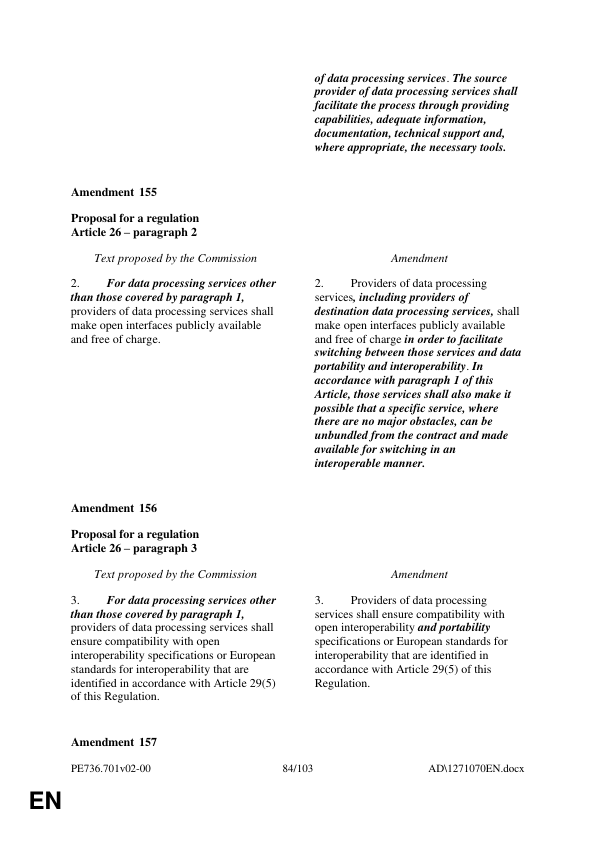 of data processing services. The source
provider of data processing services shall
facilitate the process through providing
capabilities, adequate information,
documentation, technical support and,
where appropriate, the necessary tools.
Amendment 155
Proposal for a regulation
Article 26 – paragraph 2
Text proposed by the Commission
Amendment
2. For data processing services other
than those covered by paragraph 1,
providers of data processing services shall
make open interfaces publicly available
and free of charge.
2. Providers of data processing
services, including providers of
destination data processing services, shall
make open interfaces publicly available
and free of charge in order to facilitate
switching between those services and data
portability and interoperability. In
accordance with paragraph 1 of this
Article, those services shall also make it
possible that a specific service, where
there are no major obstacles, can be
unbundled from the contract and made
available for switching in an
interoperable manner.
Amendment 156
Proposal for a regulation
Article 26 – paragraph 3
Text proposed by the Commission
Amendment
3. For data processing services other
than those covered by paragraph 1,
providers of data processing services shall
ensure compatibility with open
interoperability specifications or European
standards for interoperability that are
identified in accordance with Article 29(5)
of this Regulation.
3. Providers of data processing
services shall ensure compatibility with
open interoperability and portability
specifications or European standards for
interoperability that are identified in
accordance with Article 29(5) of this
Regulation.
Amendment 157
PE736.701v02-00
84/103
AD\1271070EN.docx
EN